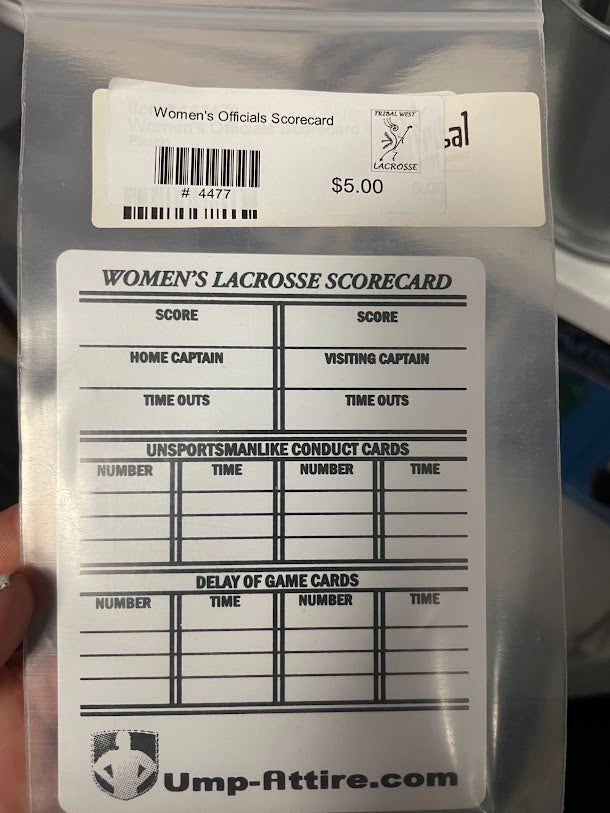 Women's Officials Scorecard
TRIBAL WEST
LACROSSE
# 4477
$5.00
WOMEN'S LACROSSE SCORECARD
SCORE SCORE
HOME CAPTAIN VISITING CAPTAIN
TIME OUTS TIME OUTS
UNSPORTSMANLIKE CONDUCT CARDS
NUMBER TIME NUMBER TIME
DELAY OF GAME CARDS
NUMBER TIME NUMBER TIME
Ump-Attire.com